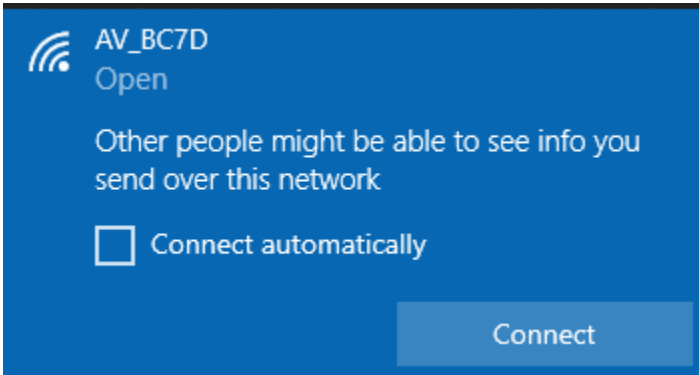 AV_BC7D
Open
Other people might be able to see info you
send over this network
Connect automatically
Connect